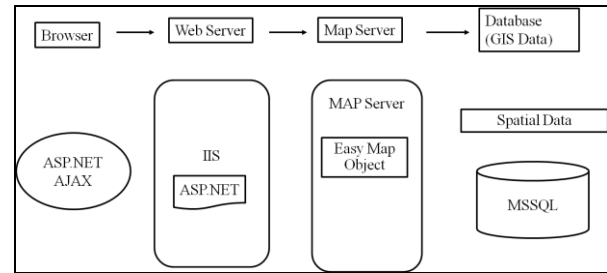 Browser
Web Server
Map Server
Database
(GIS Data)
ASP.NET
AJAX
IIS
ASP.NET
MAP Server
Easy Map
Object
Spatial Data
MSSQL